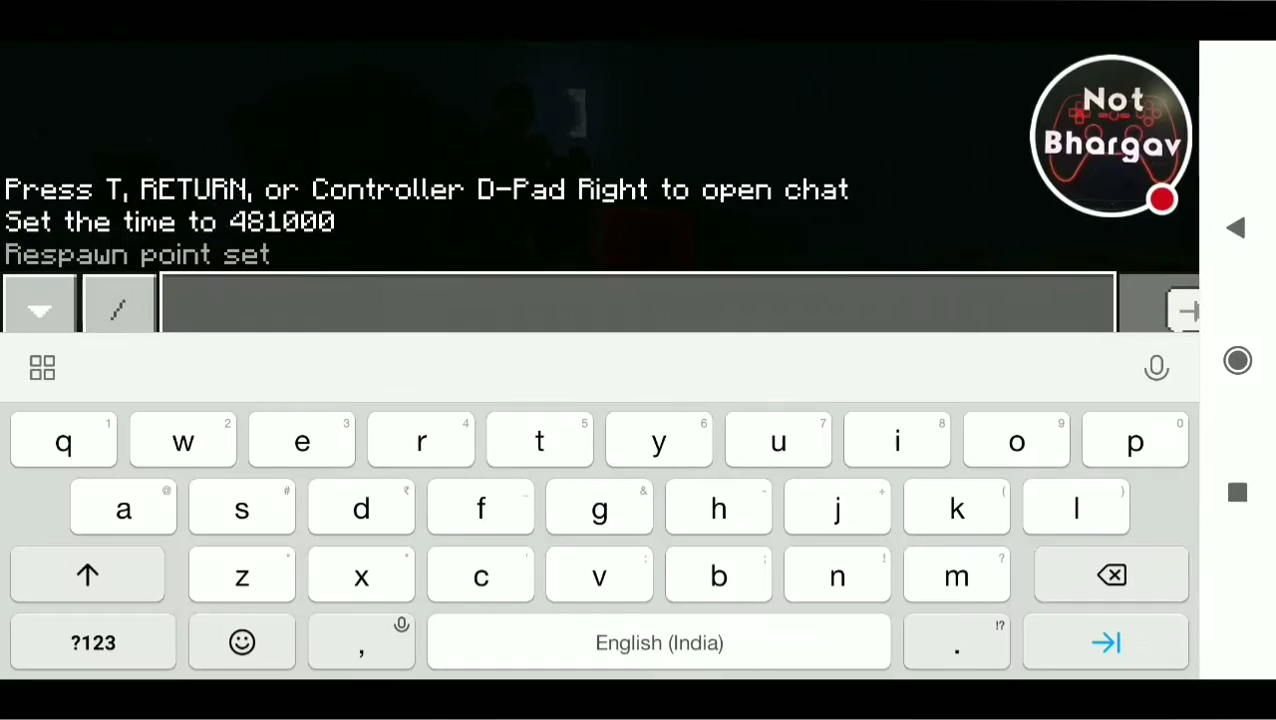 Not
Bhargav
Press T, RETURN, or Controller D-Pad Right to open chat
Set the time to 481000
Respawn point set
/
q 1 w 2 e 3 r 4 t 5 y 6 u 7 i 8 o 9 p 0
a @ s # d ₹ f _ g & h - j + k ( l )
z x c v b n m
?123 , English (India) . !?